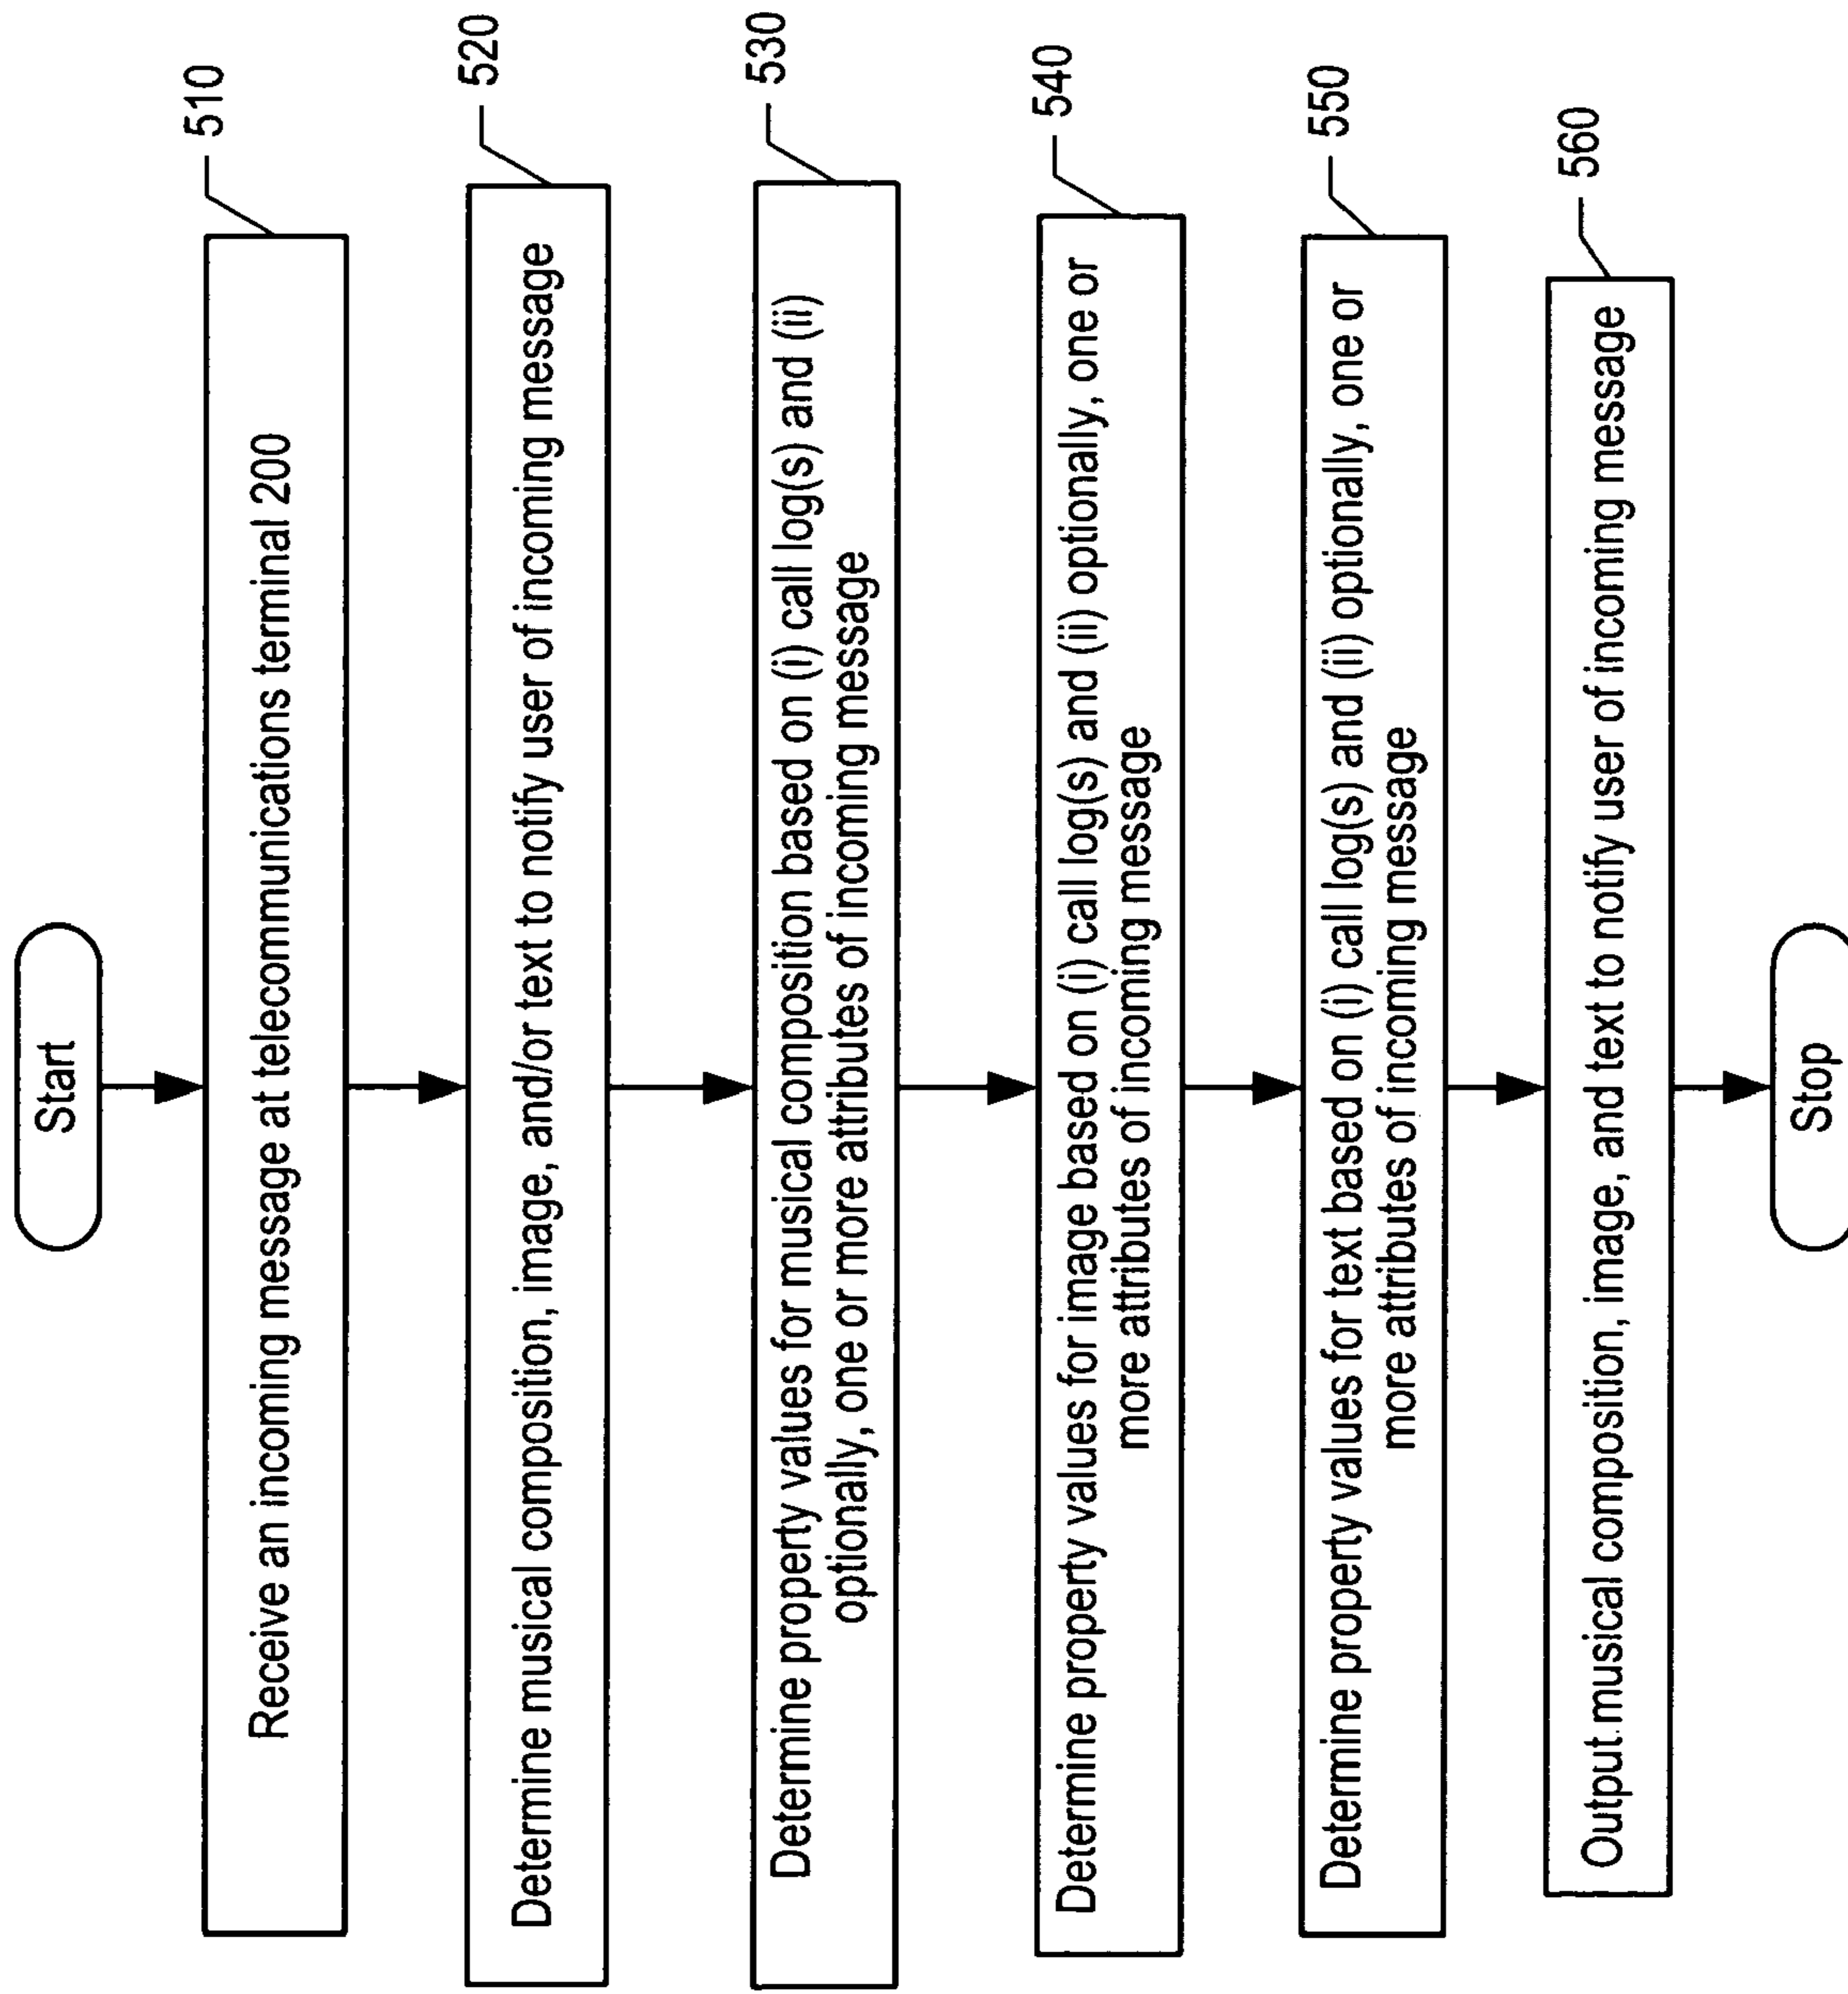 Start
510
Receive an incoming message at telecommunications terminal 200
520
Determine musical composition, image, and/or text to notify user of incoming message
530
Determine property values for musical composition based on (i) call log(s) and (ii)
optionally, one or more attributes of incoming message
540
Determine property values for image based on (i) call log(s) and (ii) optionally, one or
more attributes of incoming message
550
Determine property values for text based on (i) call log(s) and (ii) optionally, one or
more attributes of incoming message
560
Output musical composition, image, and text to notify user of incoming message
Stop